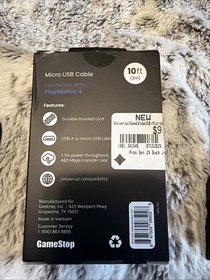 Micro USB Cable
10ft
(3m)
COMPATIBLE WITH
PlayStation 4
NEW
$9
Features:
Durable braided cord
USB-A to micro USB cable
1.5A power throughput,
480 Mbps transfer rate
Universal compatibility
Manufactured for
Geeknet, Inc. | 625 Westport Pkwy
Grapevine, TX 76051
Made in Vietnam
Customer Service
1 (800) 883-8895
GameStop